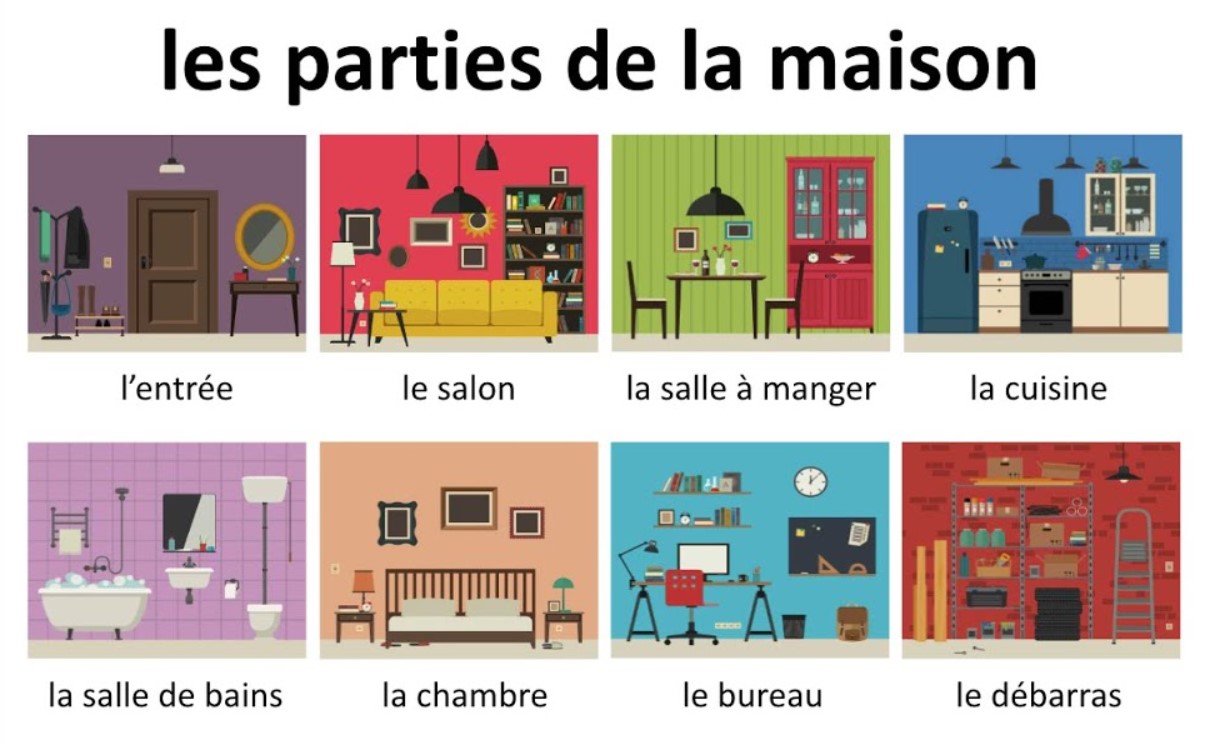 les parties de la maison
l’entrée
le salon
la salle à manger
la cuisine
la salle de bains
la chambre
le bureau
le débarras